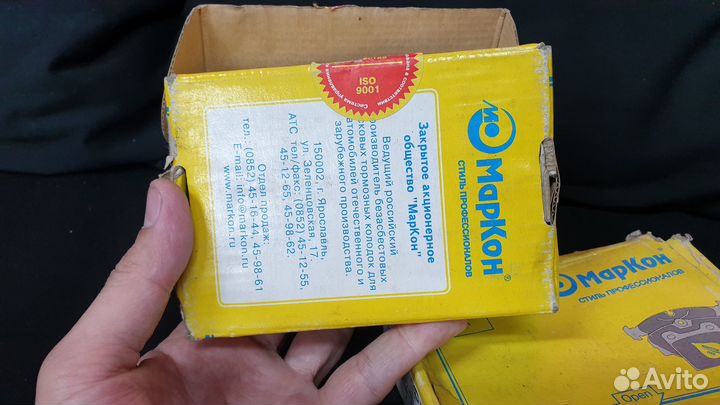 МарКон®
СТИЛЬ ПРОФЕССИОНАЛОВ
ISO
9001
Закрытое акционерное
общество "МарКон"
Ведущий российский
производитель безасбестовых
дисковых тормозных колодок для
автомобилей отечественного и
зарубежного производства.
150002, г. Ярославль,
ул. Зеленцовская, 17.
АТС тел/факс: (0852) 45-12-55,
45-12-65, 45-98-62.
Отдел продаж:
тел. (0852) 45-16-44, 45-98-61
E-mail: info@markon.ru
www.markon.ru
МарКон®
СТИЛЬ ПРОФЕССИОНАЛОВ
Open
Avito